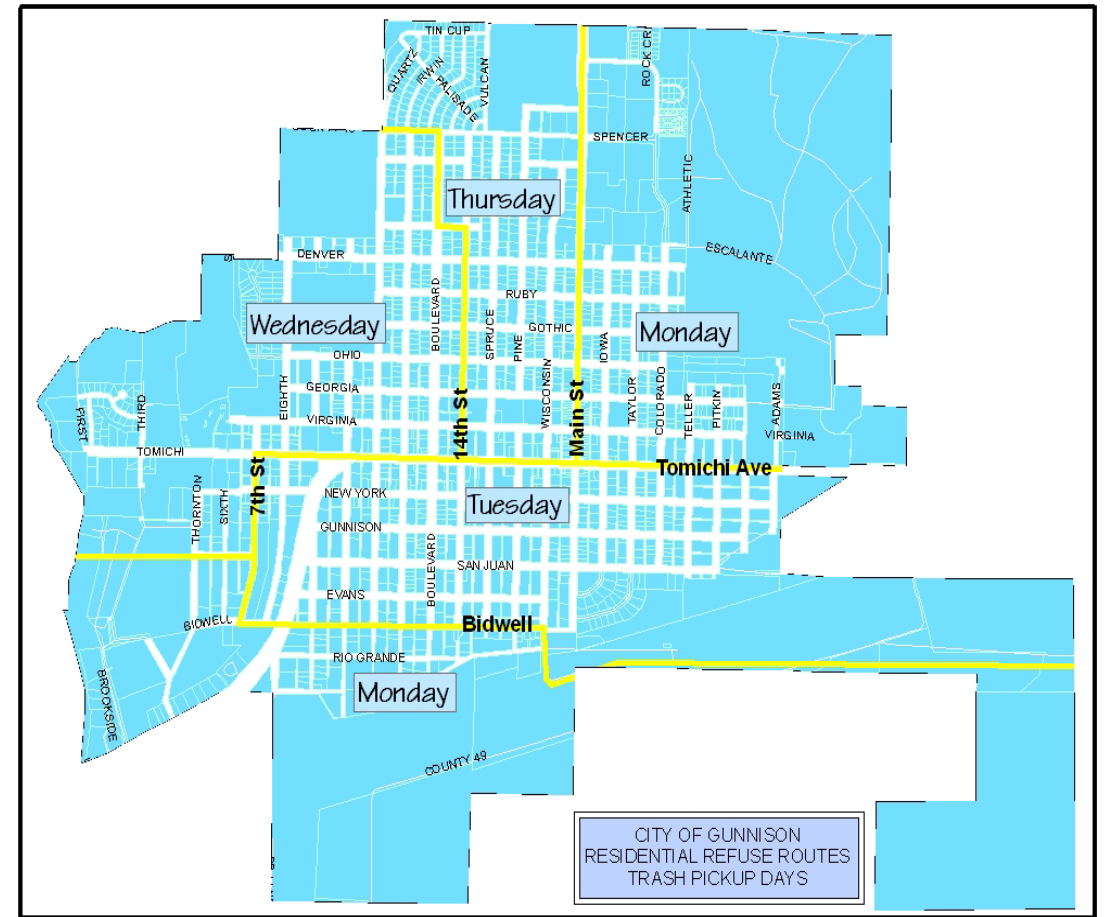 TIN CUP
QUARTZ
IRWIN
PALISADE
VULCAN
ROCK CR
SPENCER
ATHLETIC
Thursday
ESCALANTE
DENVER
RUBY
BOULEVARD
Wednesday
SPRUCE
GOTHIC
Monday
PINE
IOWA
OHIO
WISCONSIN
EIGHTH
GEORGIA
14th St
Main St
TAYLOR
COLORADO
TELLER
PITKIN
ADAMS
FIRST
THIRD
VIRGINIA
VIRGINIA
TOMICHI
Tomichi Ave
7th St
THORNTON
SIXTH
NEW YORK
Tuesday
GUNNISON
BOULEVARD
SAN JUAN
EVANS
BIDWELL
Bidwell
RIO GRANDE
BROOKSIDE
Monday
COUNTY 49
CITY OF GUNNISON
RESIDENTIAL REFUSE ROUTES
TRASH PICKUP DAYS